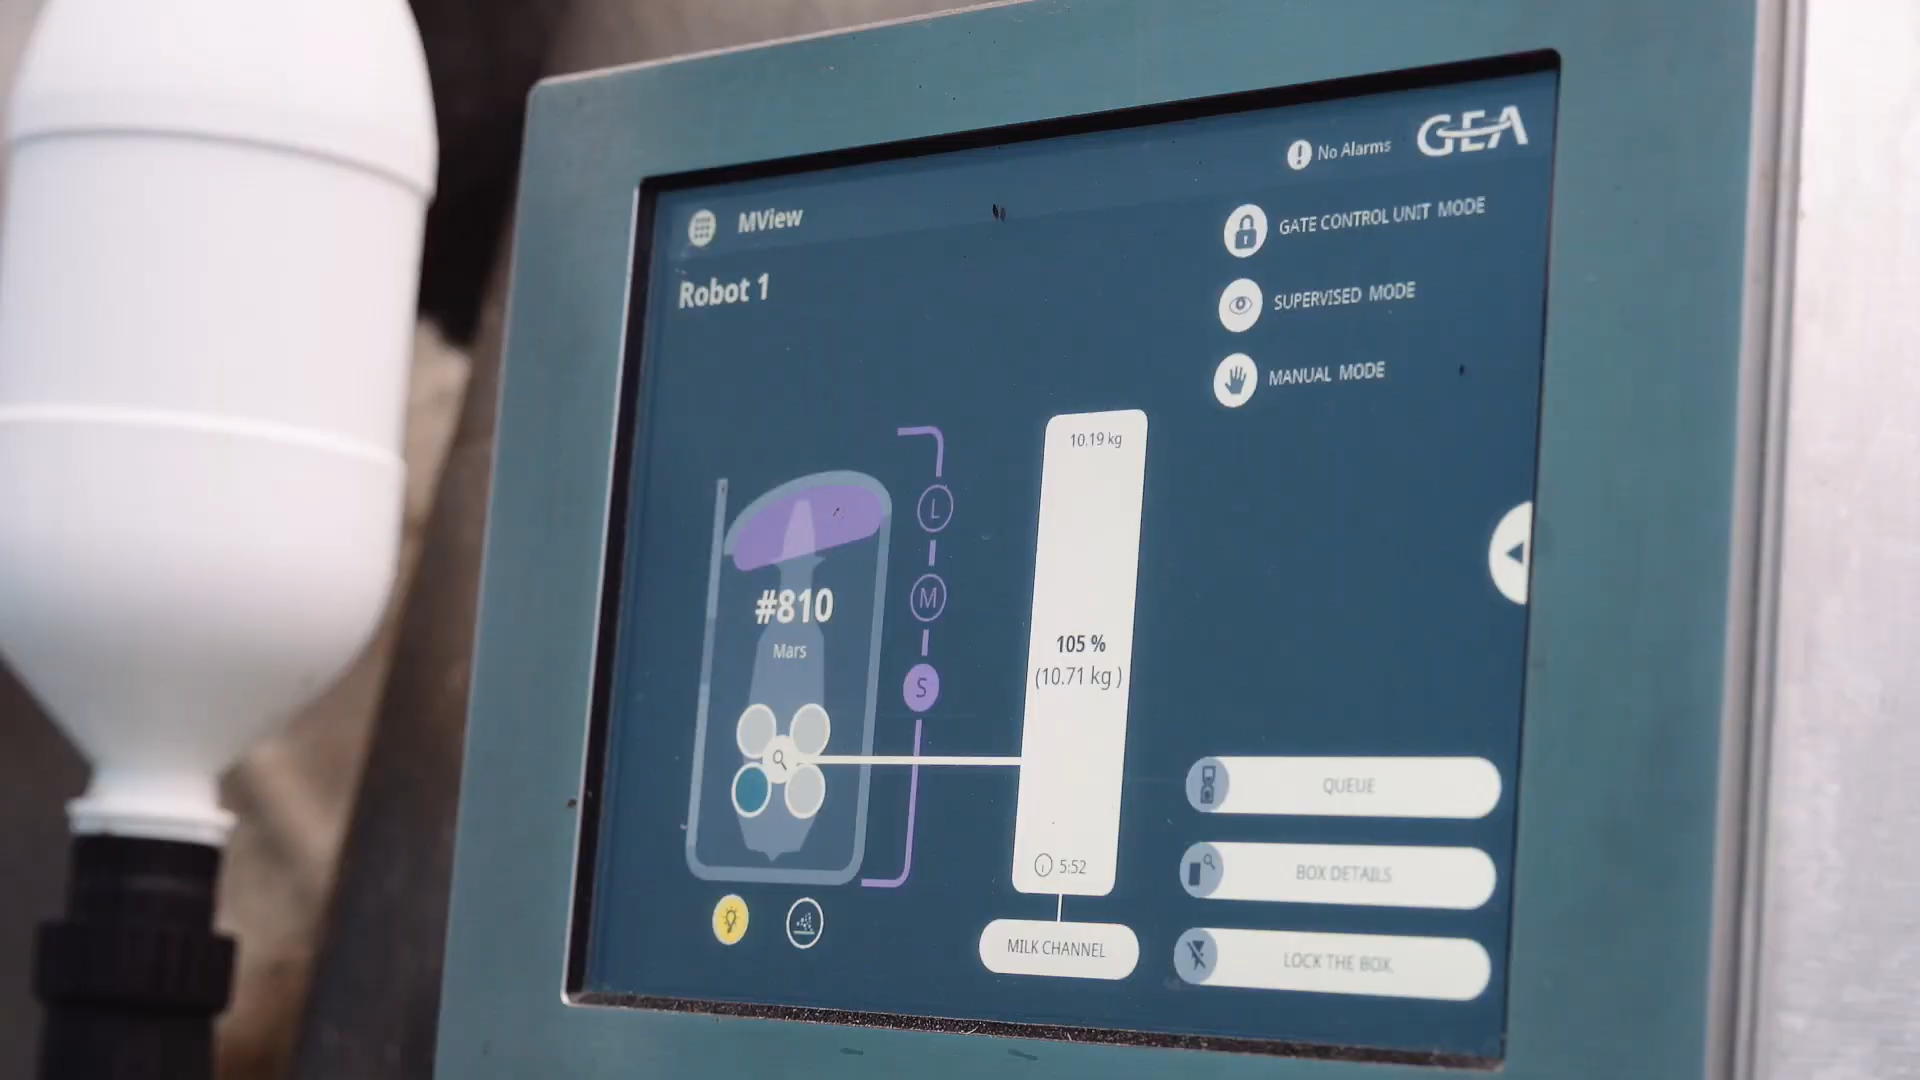 GEA
No Alarms
MView
GATE CONTROL UNIT MODE
Robot 1
SUPERVISED MODE
MANUAL MODE
10.19 kg
L
M
S
#810
Mars
105 %
(10.71 kg )
5:52
MILK CHANNEL
QUEUE
BOX DETAILS
LOCK THE BOX